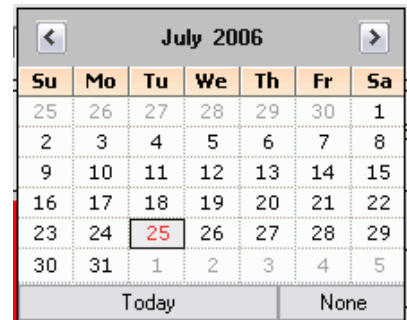 July 2006
Su Mo Tu We Th Fr Sa
25 26 27 28 29 30 1
2 3 4 5 6 7 8
9 10 11 12 13 14 15
16 17 18 19 20 21 22
23 24 25 26 27 28 29
30 31 1 2 3 4 5
Today None